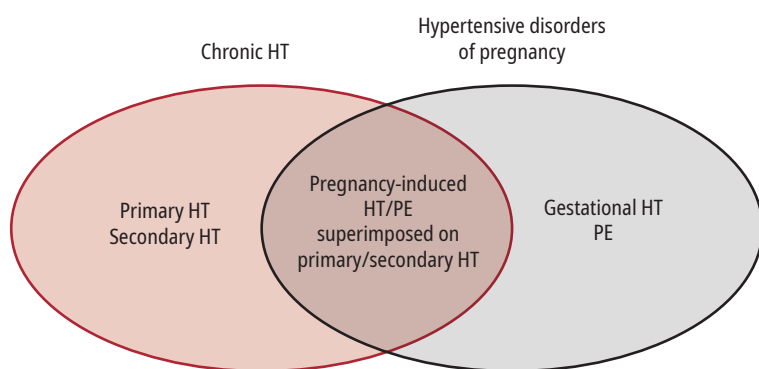 Chronic HT
Hypertensive disorders
of pregnancy
Primary HT
Secondary HT
Pregnancy-induced
HT/PE
superimposed on
primary/secondary HT
Gestational HT
PE